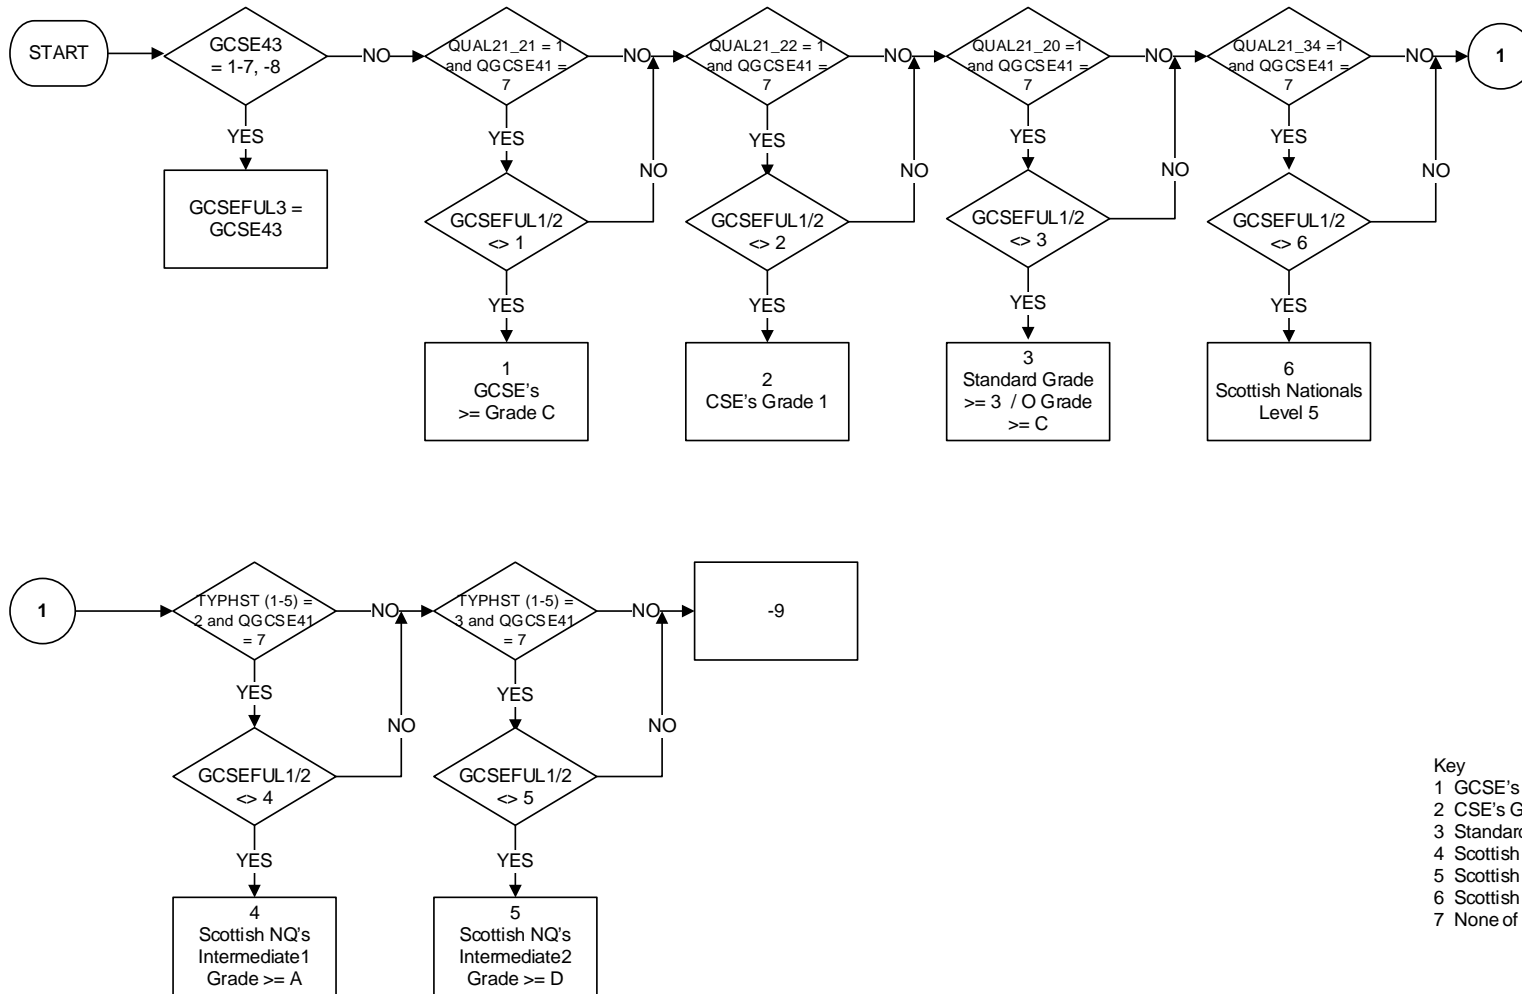 START
GCSE43
= 1-7, -8
NO
QUAL21_21 = 1
and QGCSE41 =
7
NO
QUAL21_22 = 1
and QGCSE41 =
7
NO
QUAL21_20 =1
and QGCSE41 =
7
NO
QUAL21_34 =1
and QGCSE41 =
7
NO
1
YES
YES
YES
YES
YES
GCSEFUL3 =
GCSE43
GCSEFUL1/2
<> 1
NO
GCSEFUL1/2
<> 2
NO
GCSEFUL1/2
<> 3
NO
GCSEFUL1/2
<> 6
NO
YES
YES
YES
YES
1
GCSE's
>= Grade C
2
CSE's Grade 1
3
Standard Grade
>= 3 / O Grade
>= C
6
Scottish Nationals
Level 5
1
TYPHST (1-5) =
2 and QGCSE41
= 7
NO
TYPHST (1-5) =
3 and QGCSE41
= 7
NO
-9
YES
YES
GCSEFUL1/2
<> 4
NO
GCSEFUL1/2
<> 5
NO
YES
YES
4
Scottish NQ's
Intermediate1
Grade >= A
5
Scottish NQ's
Intermediate2
Grade >= D
Key
1 GCSE's
2 CSE's G
3 Standard
4 Scottish
5 Scottish
6 Scottish
7 None of